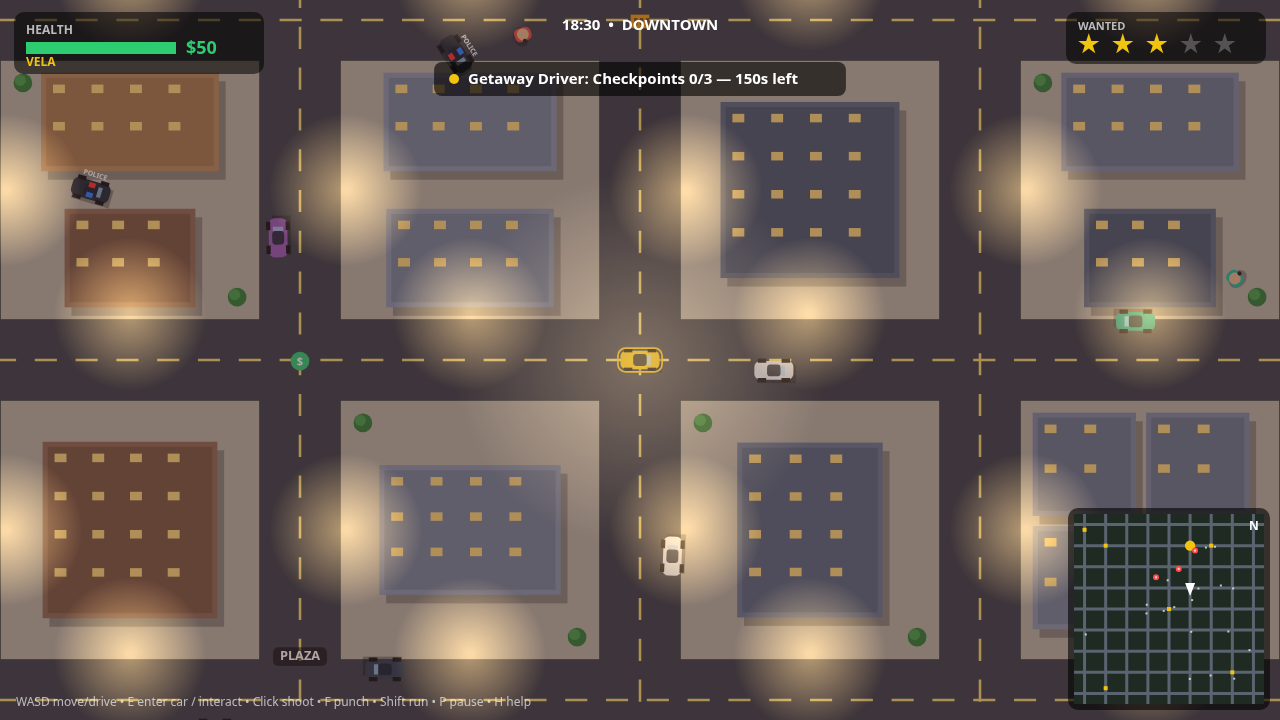 HEALTH
$50
VELA
18:30 • DOWNTOWN
WANTED
POLICE
Getaway Driver: Checkpoints 0/3 — 150s left
POLICE
$
N
PLAZA
WASD move/drive • E enter car / interact • Click shoot • F punch • Shift run • P pause • H help